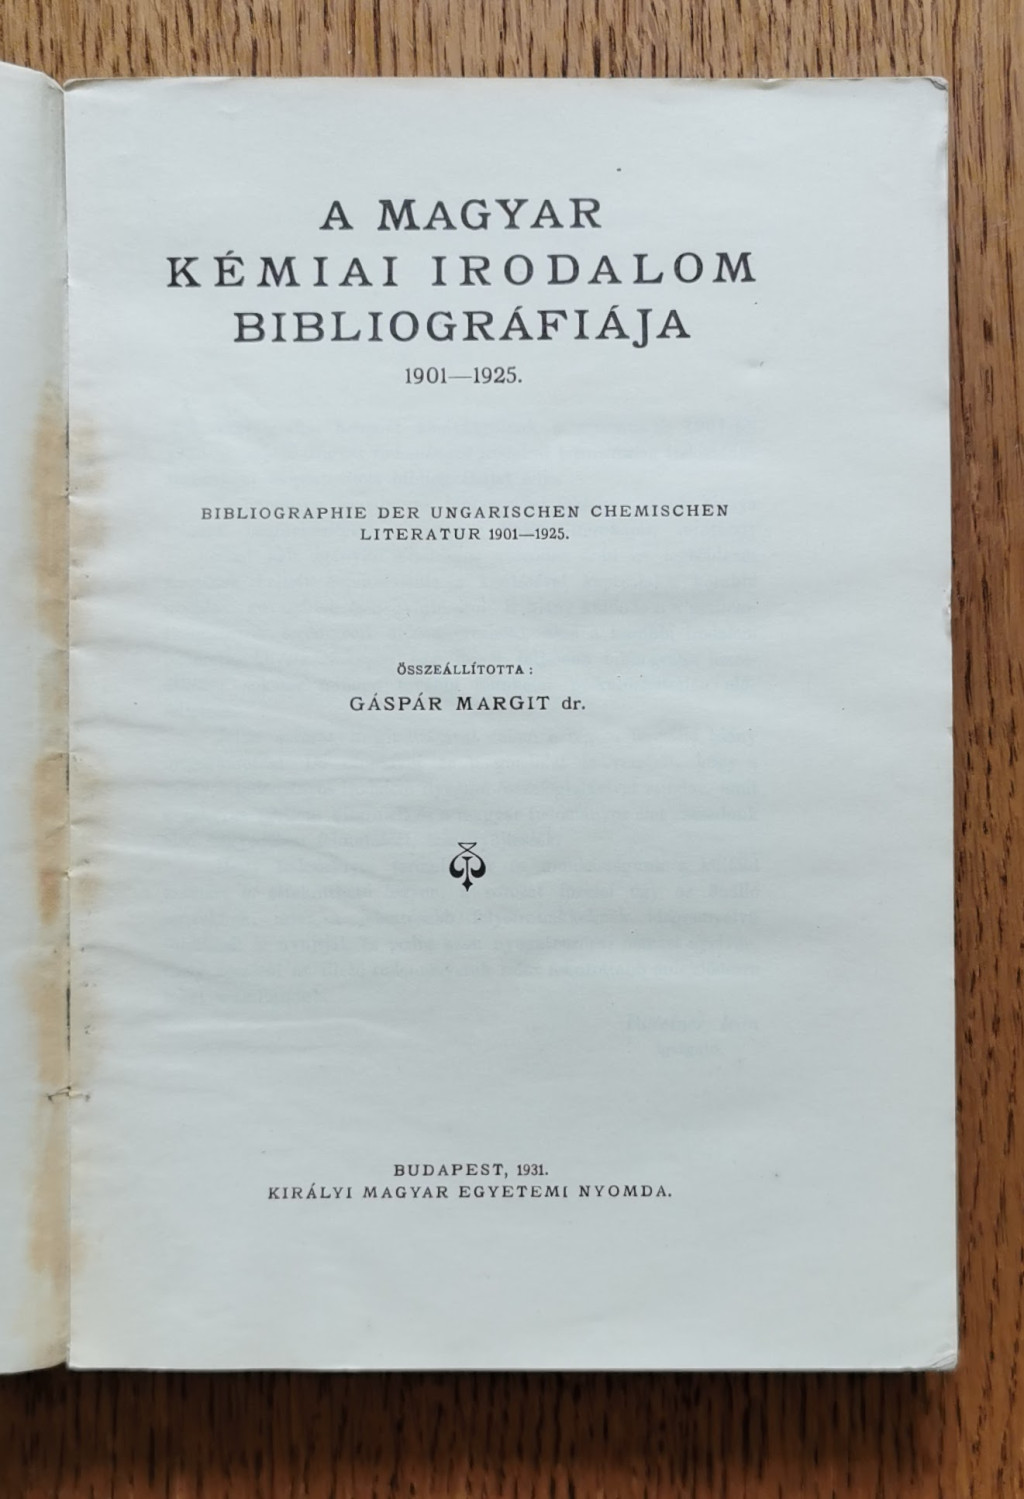 A MAGYAR
KÉMIAI IRODALOM
BIBLIOGRÁFIÁJA
1901—1925.
BIBLIOGRAPHIE DER UNGARISCHEN CHEMISCHEN
LITERATUR 1901—1925.
ÖSSZEÁLLÍTOTTA :
GÁSPÁR MARGIT dr.
BUDAPEST, 1931.
KIRÁLYI MAGYAR EGYETEMI NYOMDA.